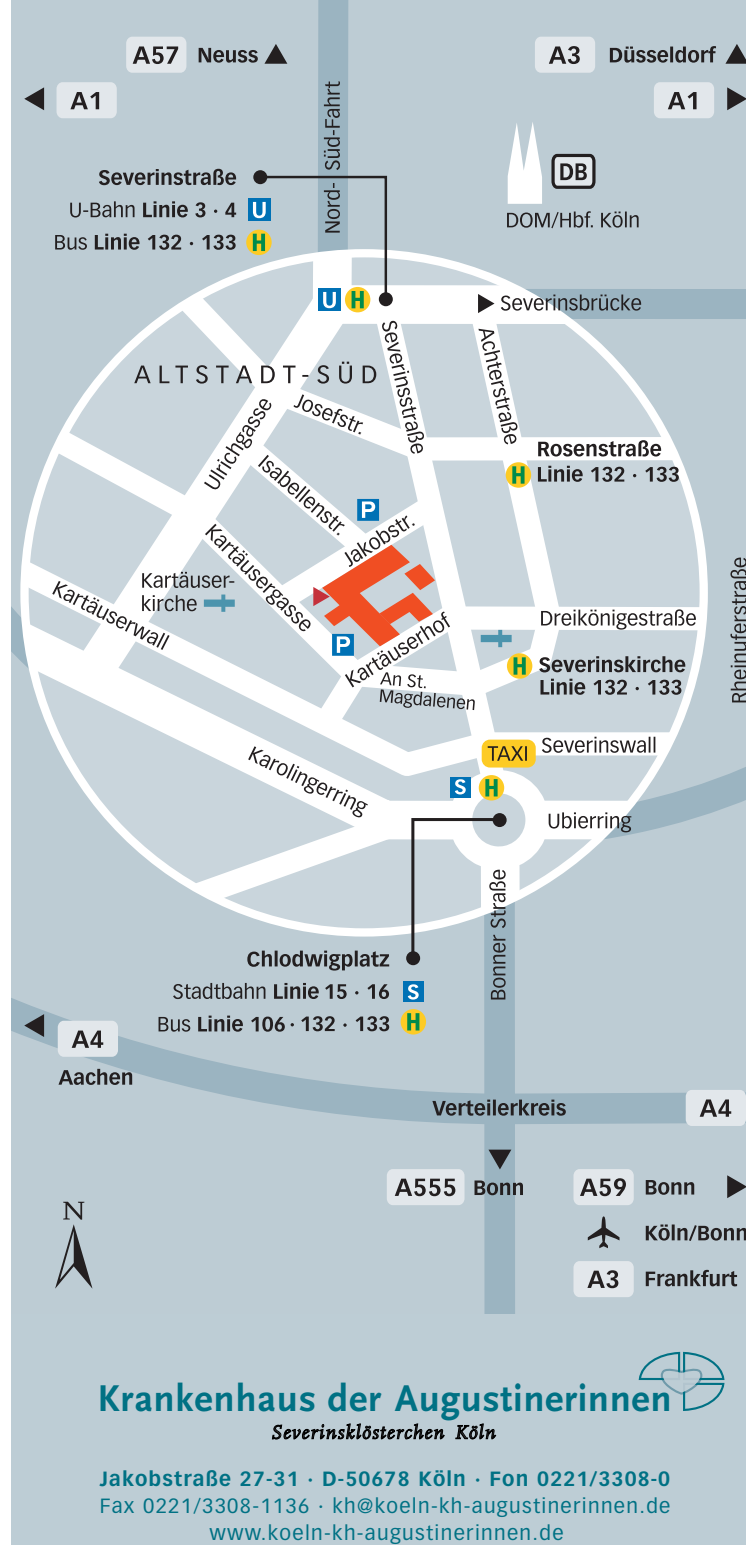 A57 Neuss
A3 Düsseldorf
A1
A1
Nord- Süd-Fahrt
Severinstraße
U-Bahn Linie 3 · 4 U
Bus Linie 132 · 133 H
DB
DOM/Hbf. Köln
U H
Severinsbrücke
Severinsstraße
Achterstraße
ALTSTADT-SÜD
Josefstr.
Ulrichgasse
Rosenstraße
H Linie 132 · 133
Isabellenstr.
P
Jakobstr.
Kartäusergasse
Kartäuser-
kirche
Kartäuserwall
P
Kartäuserhof
Dreikönigestraße
Rheinuferstraße
H Severinskirche
Linie 132 · 133
An St.
Magdalenen
TAXI Severinswall
S H
Karolingerring
Ubierring
Bonner Straße
Chlodwigplatz
Stadtbahn Linie 15 · 16 S
Bus Linie 106 · 132 · 133 H
A4
Aachen
Verteilerkreis
A4
A555 Bonn
A59 Bonn
N
Köln/Bonn
A3 Frankfurt
Krankenhaus der Augustinerinnen
Severinsklösterchen Köln
Jakobstraße 27-31 · D-50678 Köln · Fon 0221/3308-0
Fax 0221/3308-1136 · kh@koeln-kh-augustinerinnen.de
www.koeln-kh-augustinerinnen.de